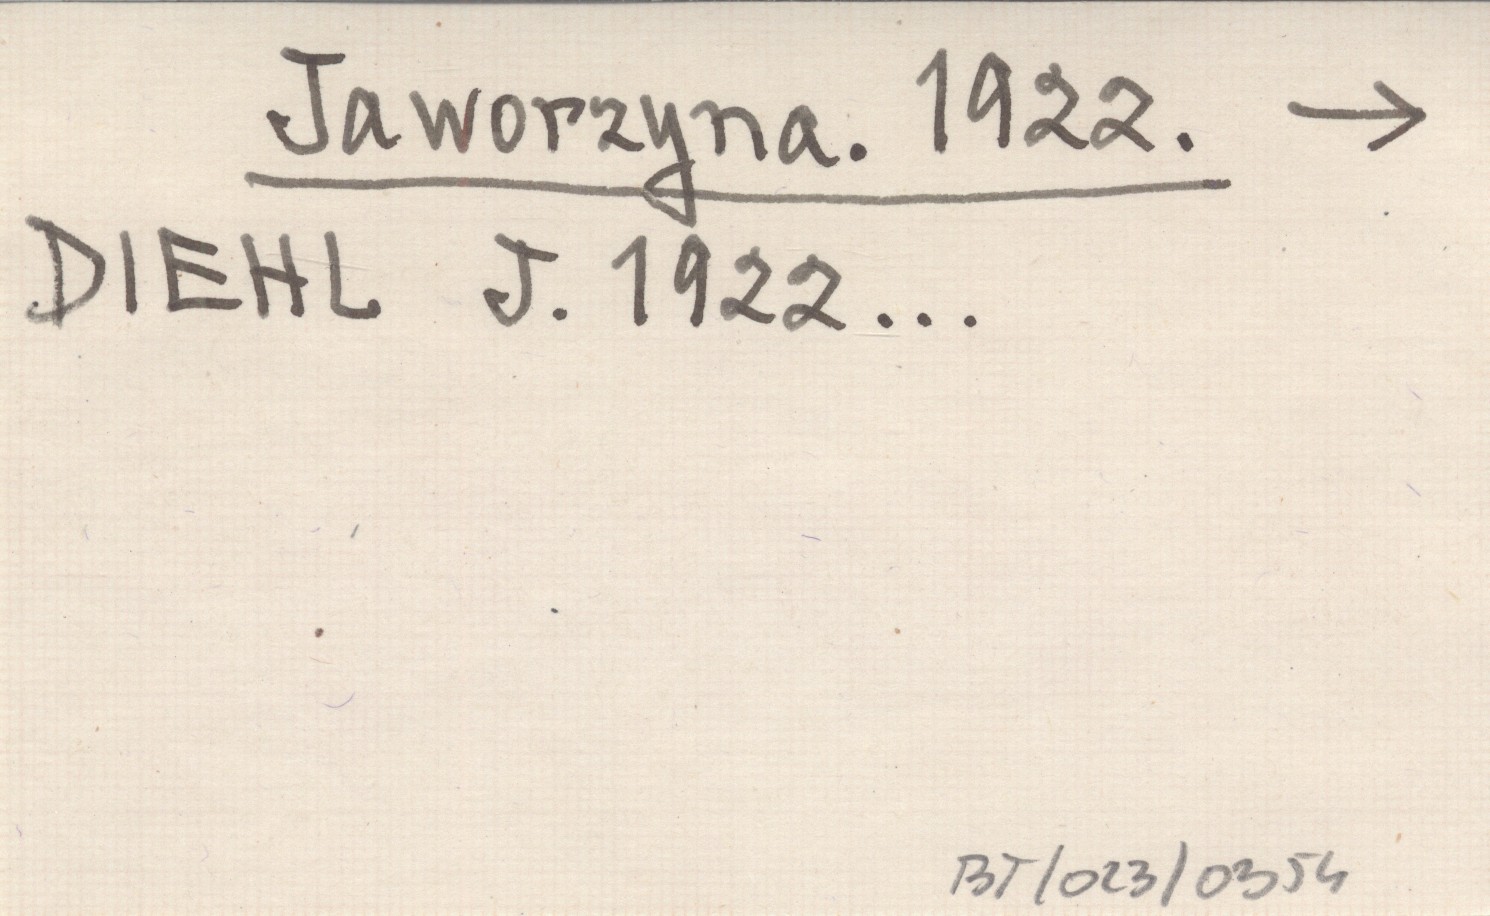 Jaworzyna. 1922. →
DIEHL J. 1922...
BT/023/0354